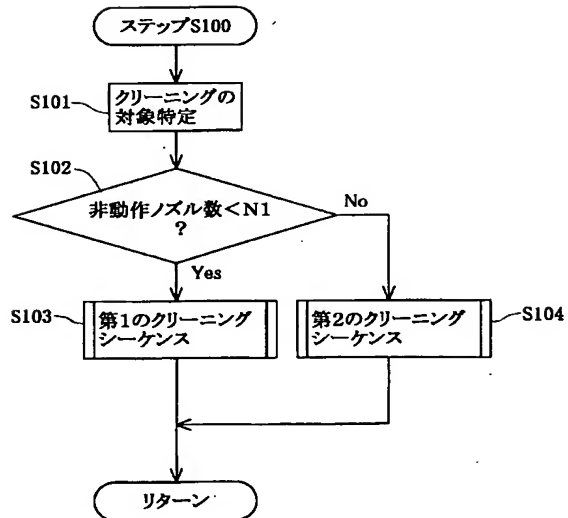 ステップS100
S101
クリーニングの
対象特定
S102
非動作ノズル数<N1
?
No
Yes
S103
第1のクリーニング
シーケンス
第2のクリーニング
シーケンス
S104
リターン